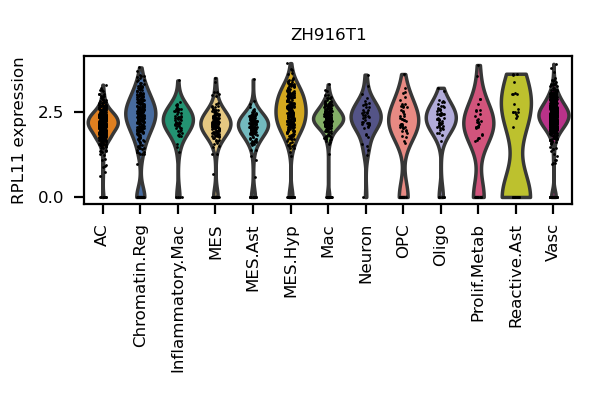 ZH916T1
RPL11 expression
2.5
0.0
AC
Chromatin.Reg
Inflammatory.Mac
MES
MES.Ast
MES.Hyp
Mac
Neuron
OPC
Oligo
Prolif.Metab
Reactive.Ast
Vasc